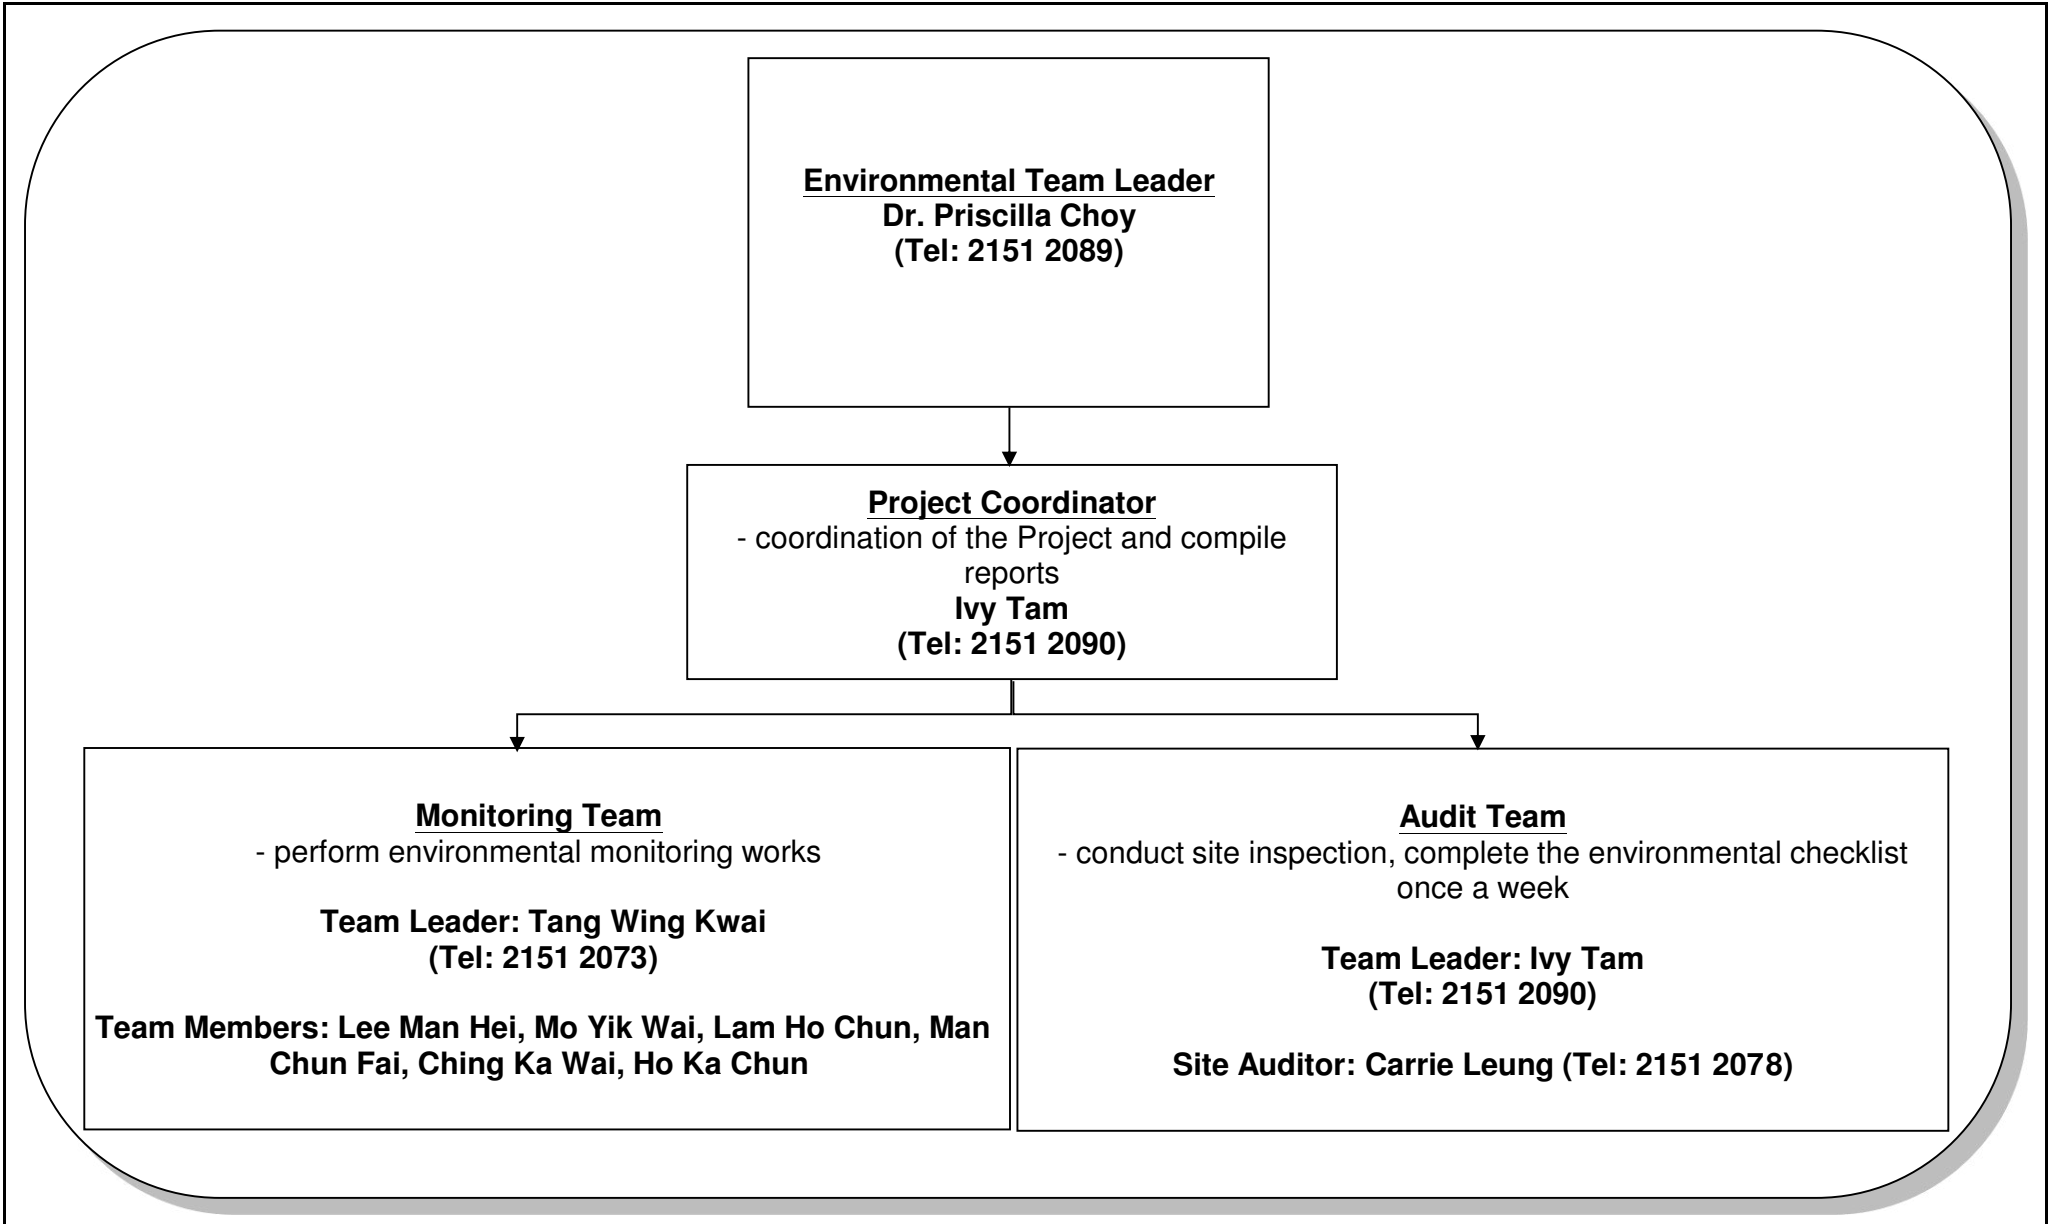 Environmental Team Leader
Dr. Priscilla Choy
(Tel: 2151 2089)
Project Coordinator
- coordination of the Project and compile
reports
Ivy Tam
(Tel: 2151 2090)
Monitoring Team
- perform environmental monitoring works
Team Leader: Tang Wing Kwai
(Tel: 2151 2073)
Team Members: Lee Man Hei, Mo Yik Wai, Lam Ho Chun, Man
Chun Fai, Ching Ka Wai, Ho Ka Chun
Audit Team
- conduct site inspection, complete the environmental checklist
once a week
Team Leader: Ivy Tam
(Tel: 2151 2090)
Site Auditor: Carrie Leung (Tel: 2151 2078)